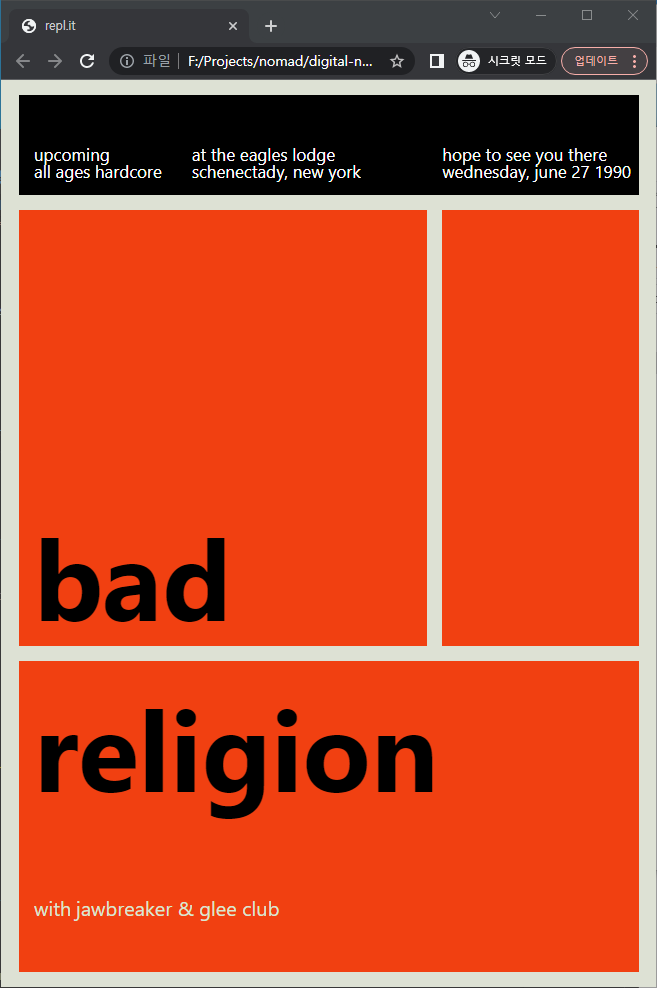 repl.it
파일
F:/Projects/nomad/digital-n...
시크릿 모드
업데이트
upcoming
all ages hardcore
at the eagles lodge
schenectady, new york
hope to see you there
wednesday, june 27 1990
bad
religion
with jawbreaker & glee club